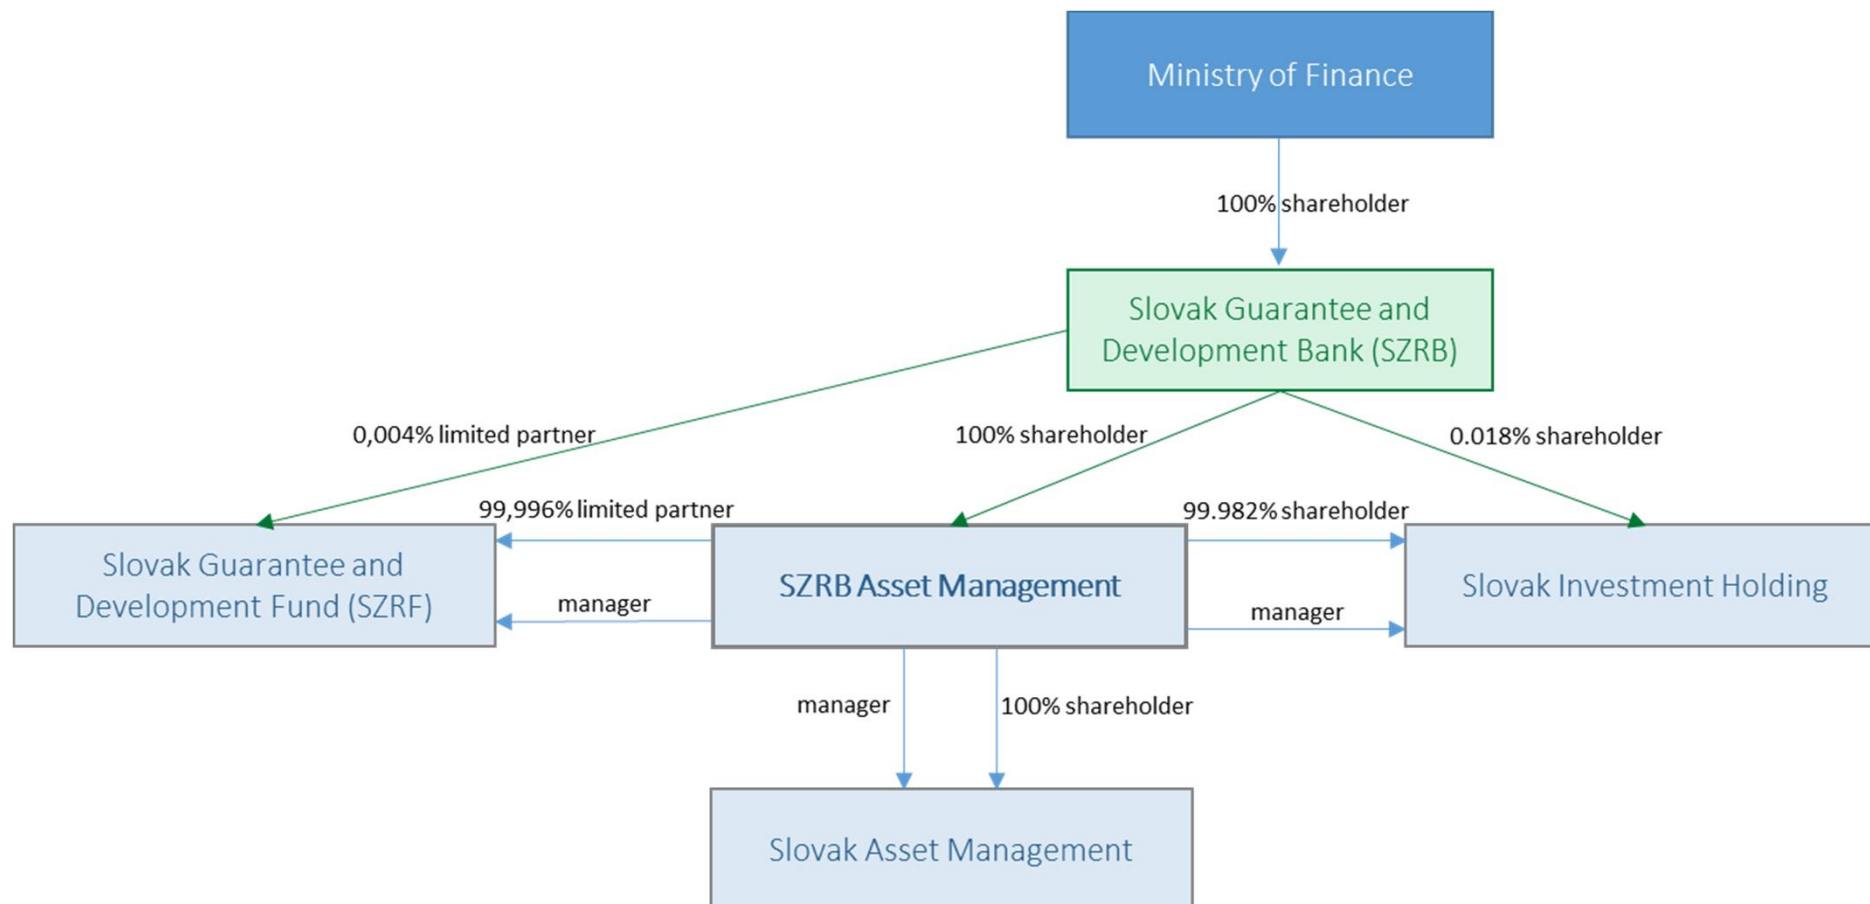 Ministry of Finance
100% shareholder
Slovak Guarantee and
Development Bank (SZRB)
0,004% limited partner
100% shareholder
0.018% shareholder
99,996% limited partner
99.982% shareholder
Slovak Guarantee and
Development Fund (SZRF)
manager
SZRB Asset Management
manager
Slovak Investment Holding
manager
100% shareholder
Slovak Asset Management